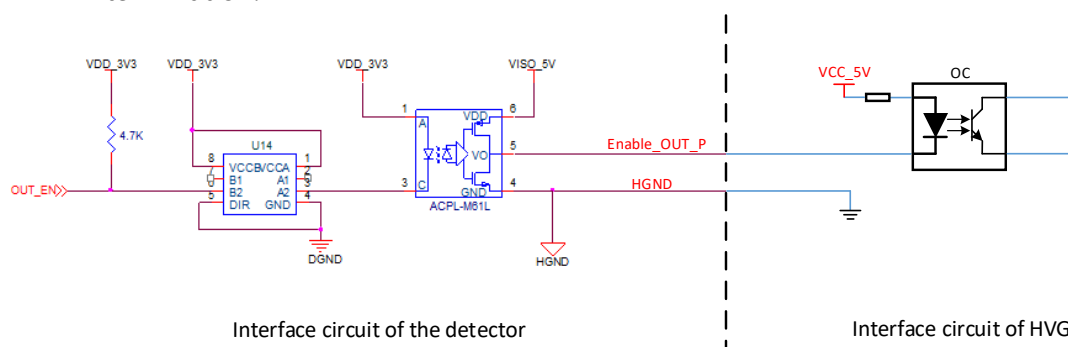 VDD_3V3
VDD_3V3
VDD_3V3
VISO_5V
VCC_5V
OC
4.7K
U14
1
A
VDD
6
8
VCCB
VCCA
1
B1
A1
2
VO
5
Enable_OUT_P
OUT_EN
6
B2
A2
3
3
C
GND
4
HGND
5
DIR
GND
4
ACPL-M61L
DGND
HGND
Interface circuit of the detector
Interface circuit of HVG